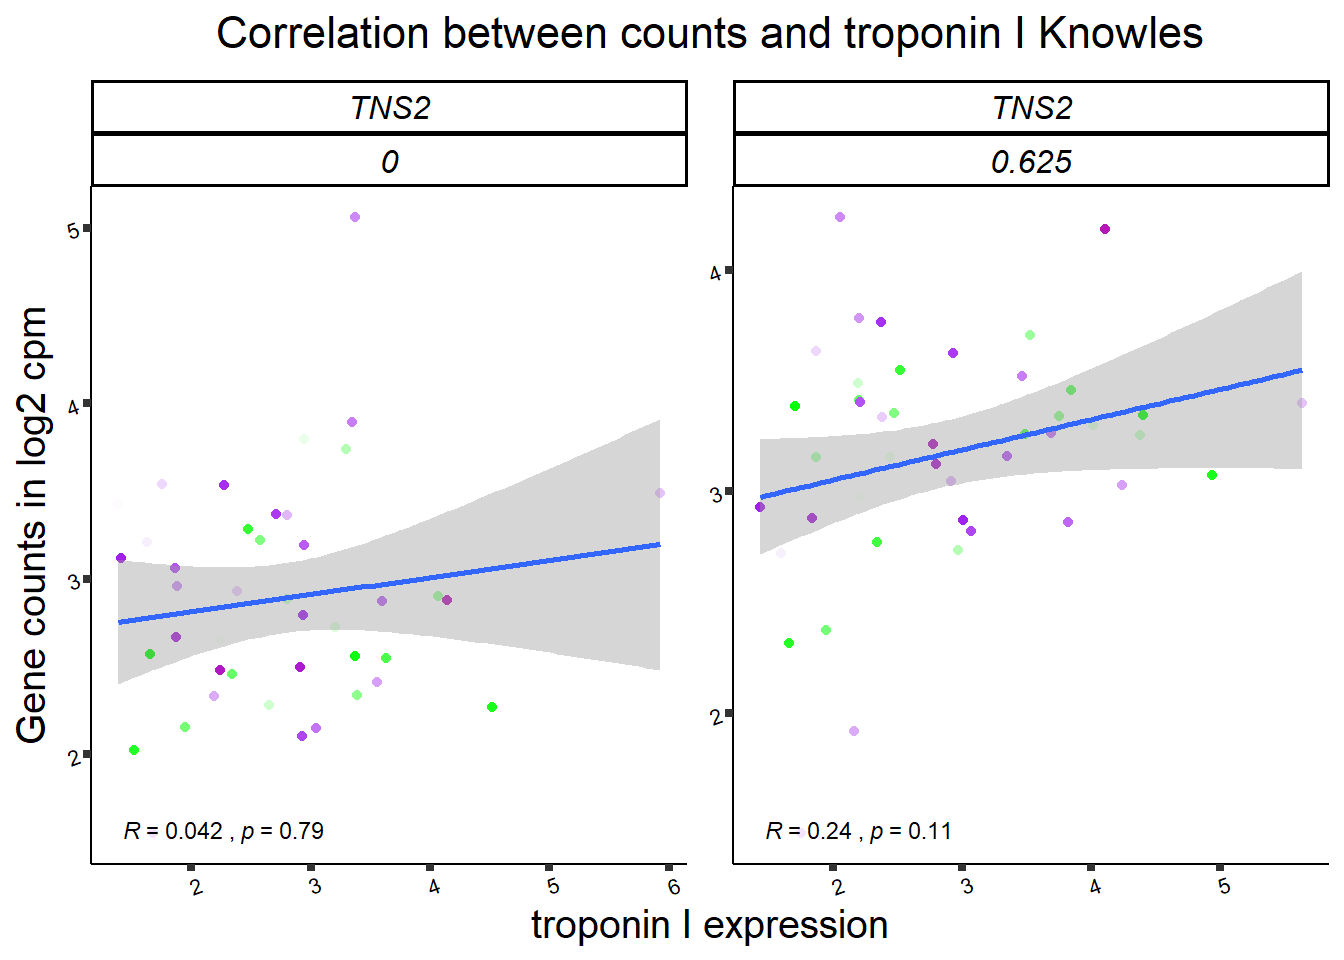 Correlation between counts and troponin I Knowles
TNS2
TNS2
0
0.625
Gene counts in log2 cpm
5
4
3
2
4
3
2
R = 0.042 , p = 0.79
R = 0.24 , p = 0.11
2 3 4 5 6
2 3 4 5
troponin I expression